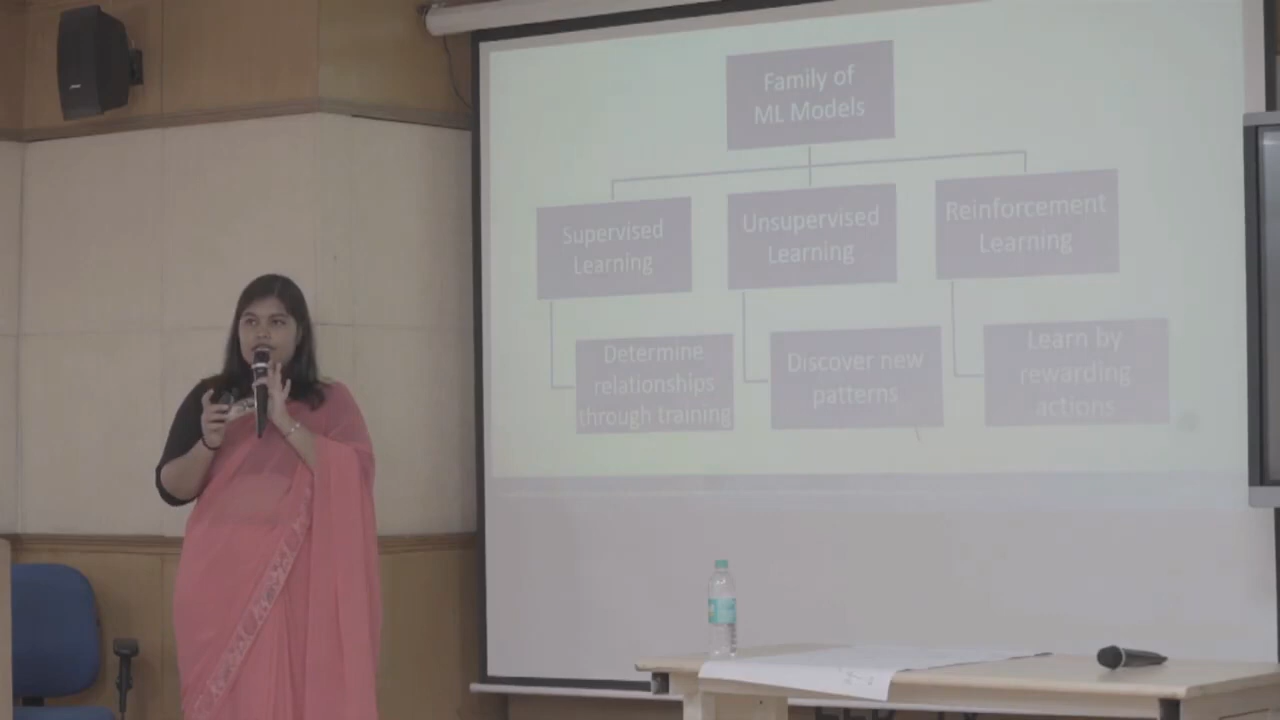 Family of
ML Models
Supervised
Learning
Unsupervised
Learning
Reinforcement
Learning
Determine
relationships
through training
Discover new
patterns
Learn by
rewarding
actions